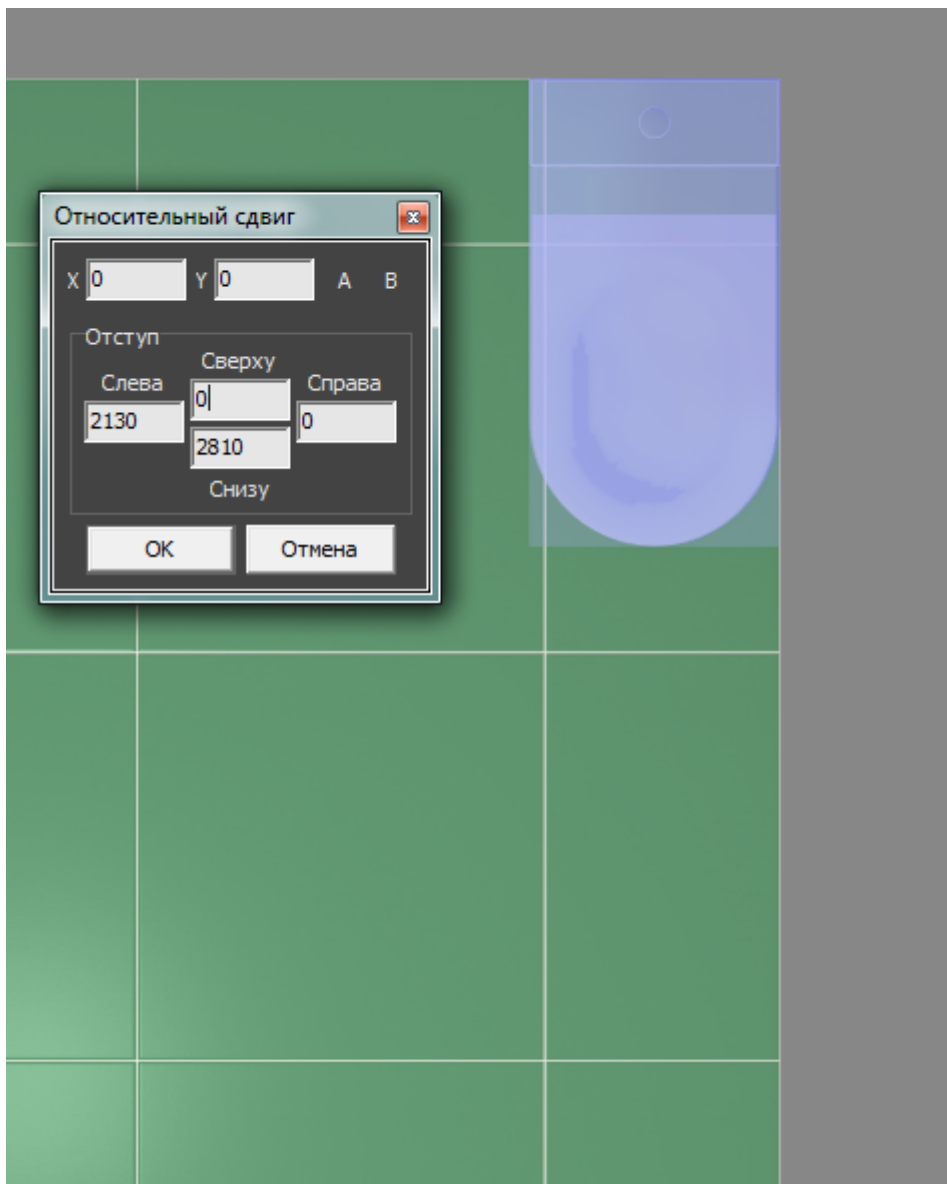 Относительный сдвиг
X 0 Y 0 A B
Отступ
Сверху
Слева 0 Справа
2130 2810 0
Снизу
OK Отмена